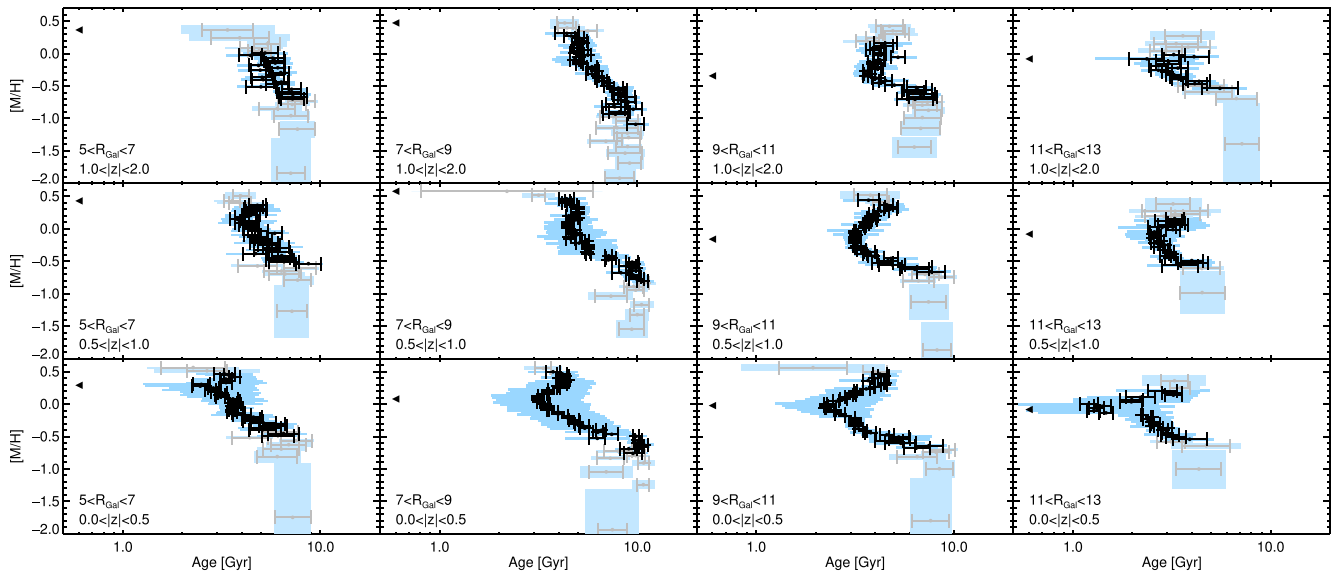 0.5
0.0
−0.5
−1.0
−1.5
−2.0
[M/H]
5<R_Gal<7
1.0<|z|<2.0
7<R_Gal<9
1.0<|z|<2.0
9<R_Gal<11
1.0<|z|<2.0
11<R_Gal<13
1.0<|z|<2.0
0.5
0.0
−0.5
−1.0
−1.5
−2.0
[M/H]
5<R_Gal<7
0.5<|z|<1.0
7<R_Gal<9
0.5<|z|<1.0
9<R_Gal<11
0.5<|z|<1.0
11<R_Gal<13
0.5<|z|<1.0
0.5
0.0
−0.5
−1.0
−1.5
−2.0
[M/H]
5<R_Gal<7
0.0<|z|<0.5
7<R_Gal<9
0.0<|z|<0.5
9<R_Gal<11
0.0<|z|<0.5
11<R_Gal<13
0.0<|z|<0.5
1.0 10.0 1.0 10.0 1.0 10.0 1.0 10.0
Age [Gyr] Age [Gyr] Age [Gyr] Age [Gyr]